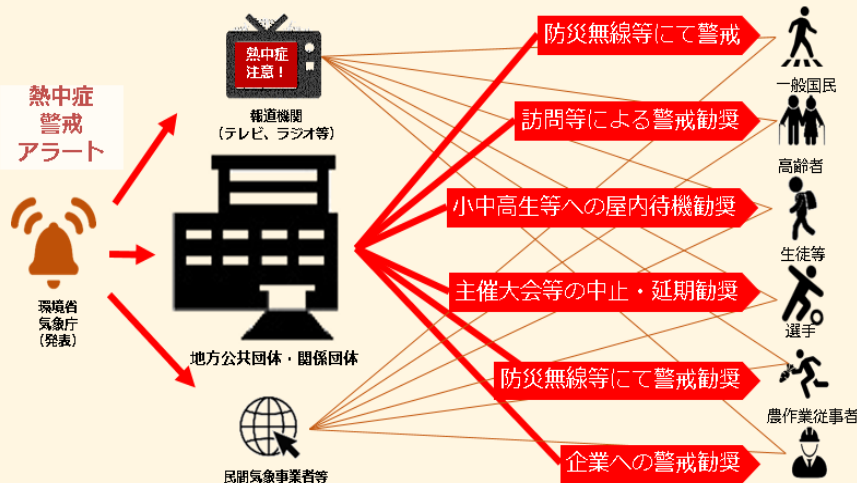 熱中症
警戒
アラート
環境省
気象庁
(発表)
熱中症
注意！
報道機関
(テレビ、ラジオ等)
地方公共団体・関係団体
民間気象事業者等
防災無線等にて警戒
訪問等による警戒勧奨
小中高生等への屋内待機勧奨
主催大会等の中止・延期勧奨
防災無線等にて警戒勧奨
企業への警戒勧奨
一般国民
高齢者
生徒等
選手
農作業従事者